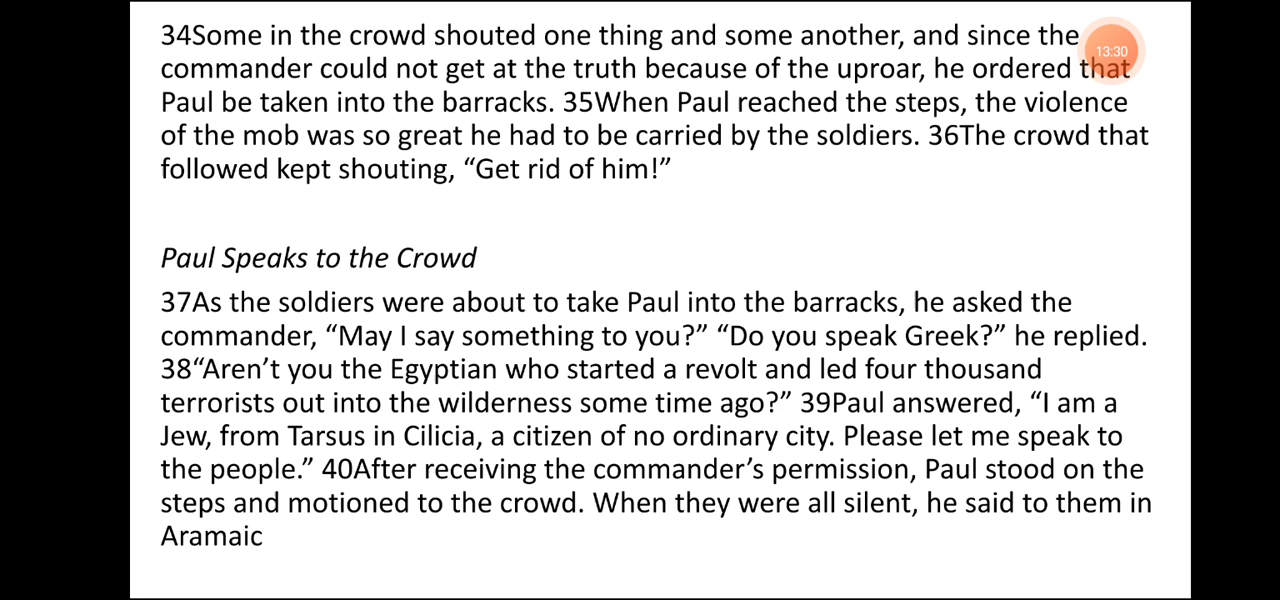 34Some in the crowd shouted one thing and some another, and since the
13:30
commander could not get at the truth because of the uproar, he ordered that
Paul be taken into the barracks. 35When Paul reached the steps, the violence
of the mob was so great he had to be carried by the soldiers. 36The crowd that
followed kept shouting, “Get rid of him!”
Paul Speaks to the Crowd
37As the soldiers were about to take Paul into the barracks, he asked the
commander, “May I say something to you?” “Do you speak Greek?” he replied.
38“Aren’t you the Egyptian who started a revolt and led four thousand
terrorists out into the wilderness some time ago?” 39Paul answered, “I am a
Jew, from Tarsus in Cilicia, a citizen of no ordinary city. Please let me speak to
the people.” 40After receiving the commander’s permission, Paul stood on the
steps and motioned to the crowd. When they were all silent, he said to them in
Aramaic